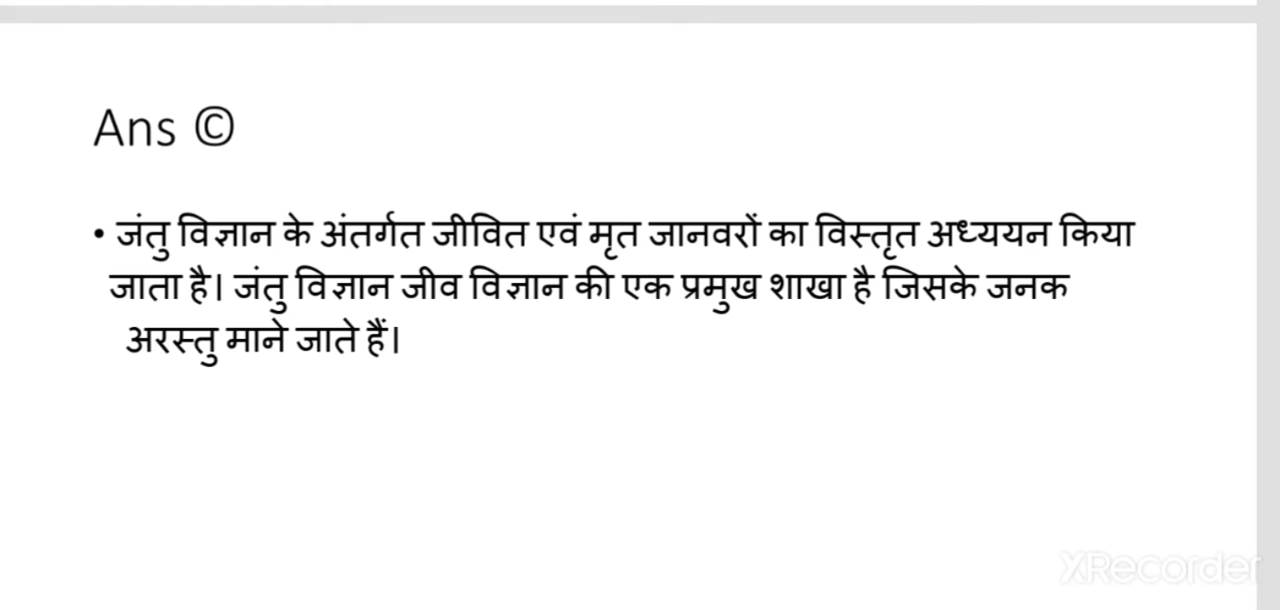 Ans ©
• जंतु विज्ञान के अंतर्गत जीवित एवं मृत जानवरों का विस्तृत अध्ययन किया
जाता है। जंतु विज्ञान जीव विज्ञान की एक प्रमुख शाखा है जिसके जनक
अरस्तु माने जाते हैं।
XRecorder